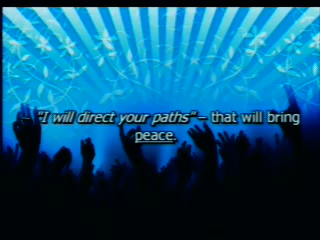 – "I will direct your paths" – that will bring
peace.